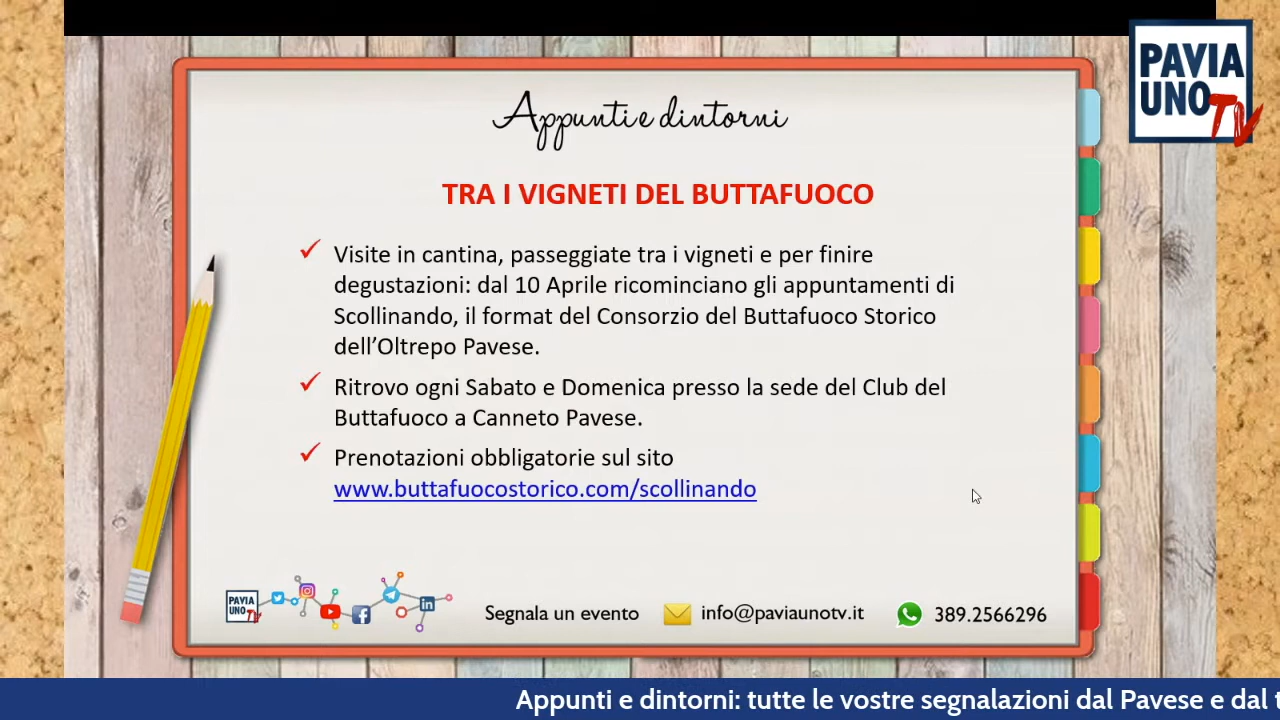 PAVIA
UNO TV
Appunti e dintorni
TRA I VIGNETI DEL BUTTAFUOCO
Visite in cantina, passeggiate tra i vigneti e per finire
degustazioni: dal 10 Aprile ricominciano gli appuntamenti di
Scollinando, il format del Consorzio del Buttafuoco Storico
dell’Oltrepo Pavese.
Ritrovo ogni Sabato e Domenica presso la sede del Club del
Buttafuoco a Canneto Pavese.
Prenotazioni obbligatorie sul sito
www.buttafuocostorico.com/scollinando
PAVIA
UNO TV
Segnala un evento info@paviaunotv.it 389.2566296
Appunti e dintorni: tutte le vostre segnalazioni dal Pavese e dal t